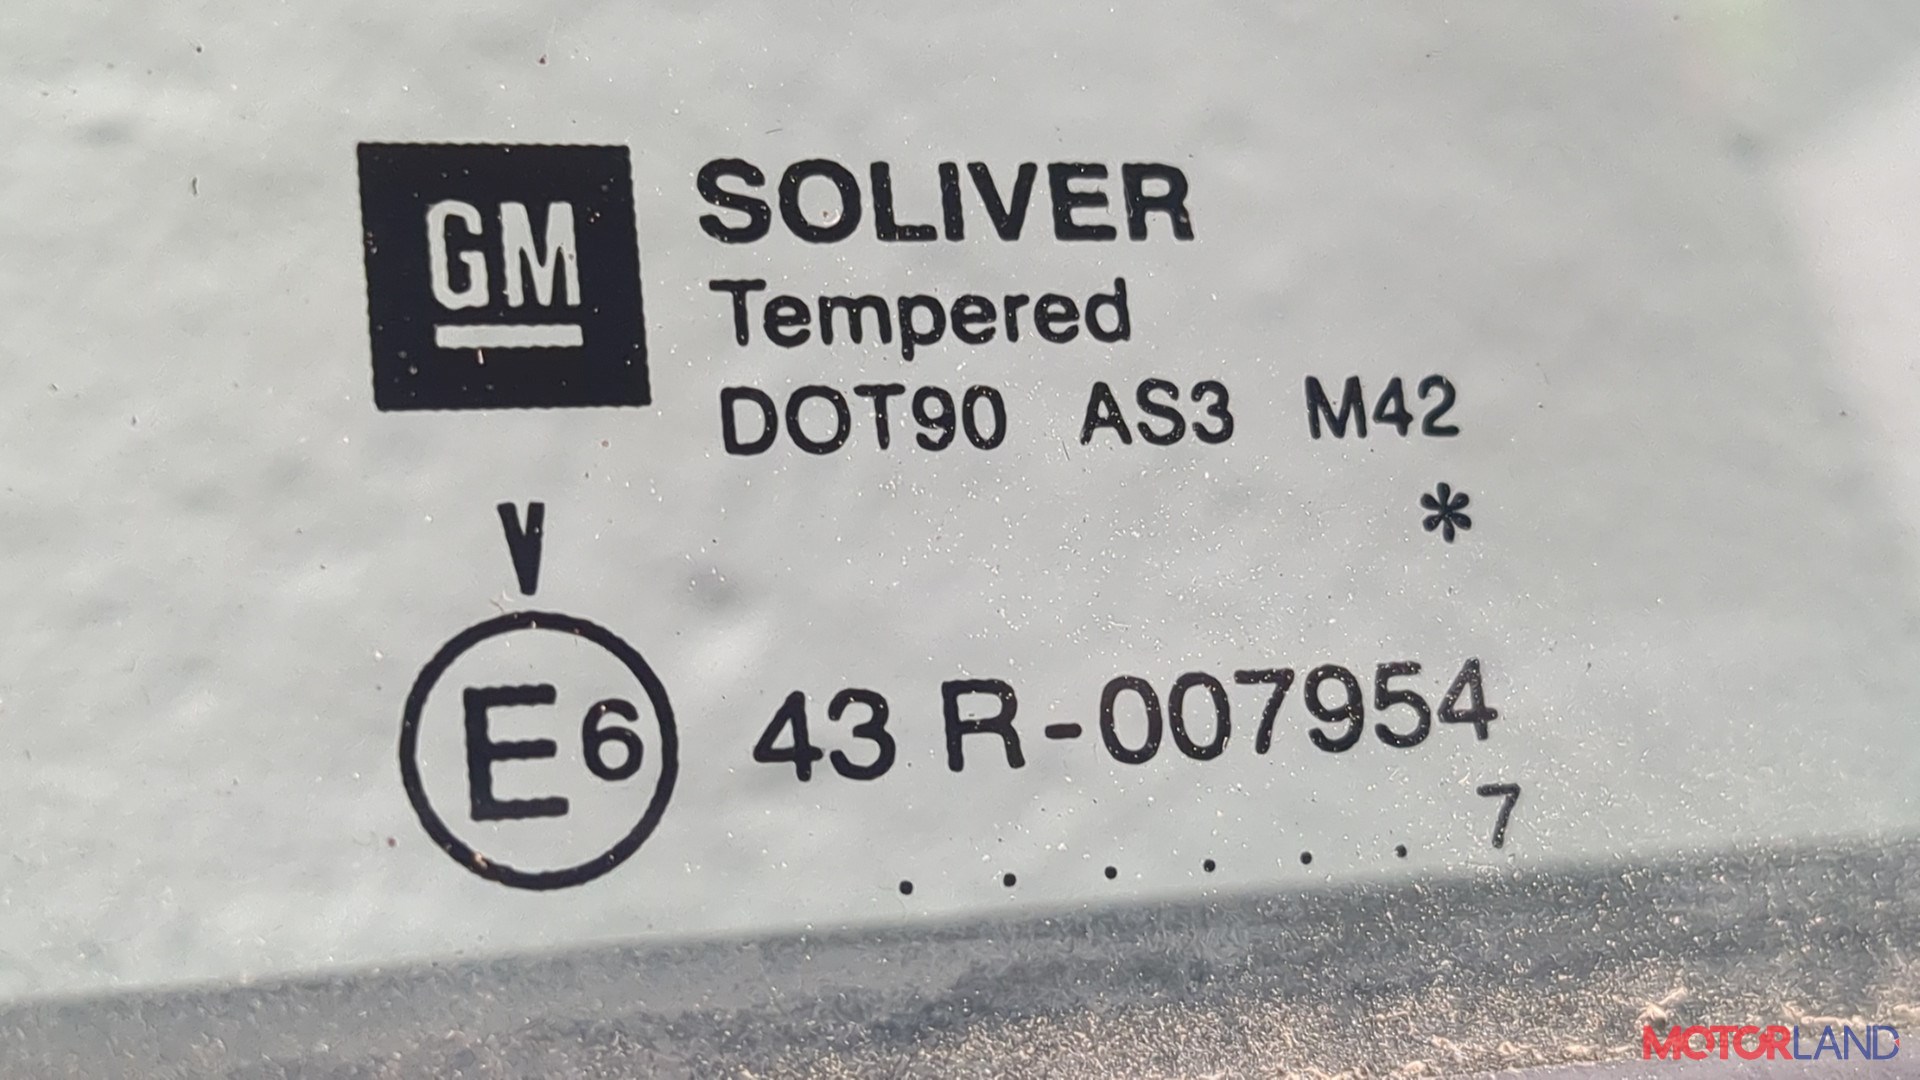 GM
SOLIVER
Tempered
DOT90 AS3 M42
*
V
E6 43 R-007954
. . . . . . 7
MOTORLAND